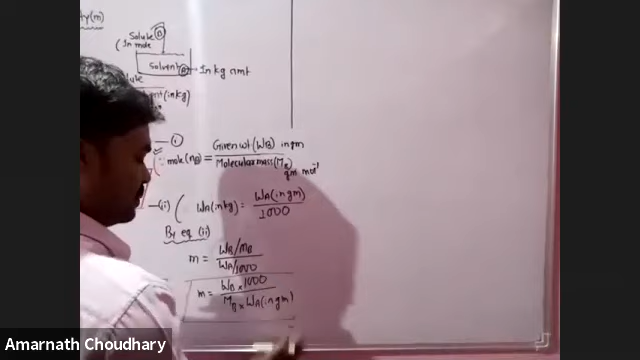 ty(m)
Solute (B)
(In mole
Solvent (A) In kg amt
(in kg)
(i)
∵ mole (nB) = Given wt (WB) in gm
Molecular mass (MB)
gm mol⁻¹
(ii) ( WA (in kg) = WA (in gm)
1000
By eq (ii)
m = WB/MB
WA/1000
m = WB × 1000
MB × WA (in gm)
Amarnath Choudhary